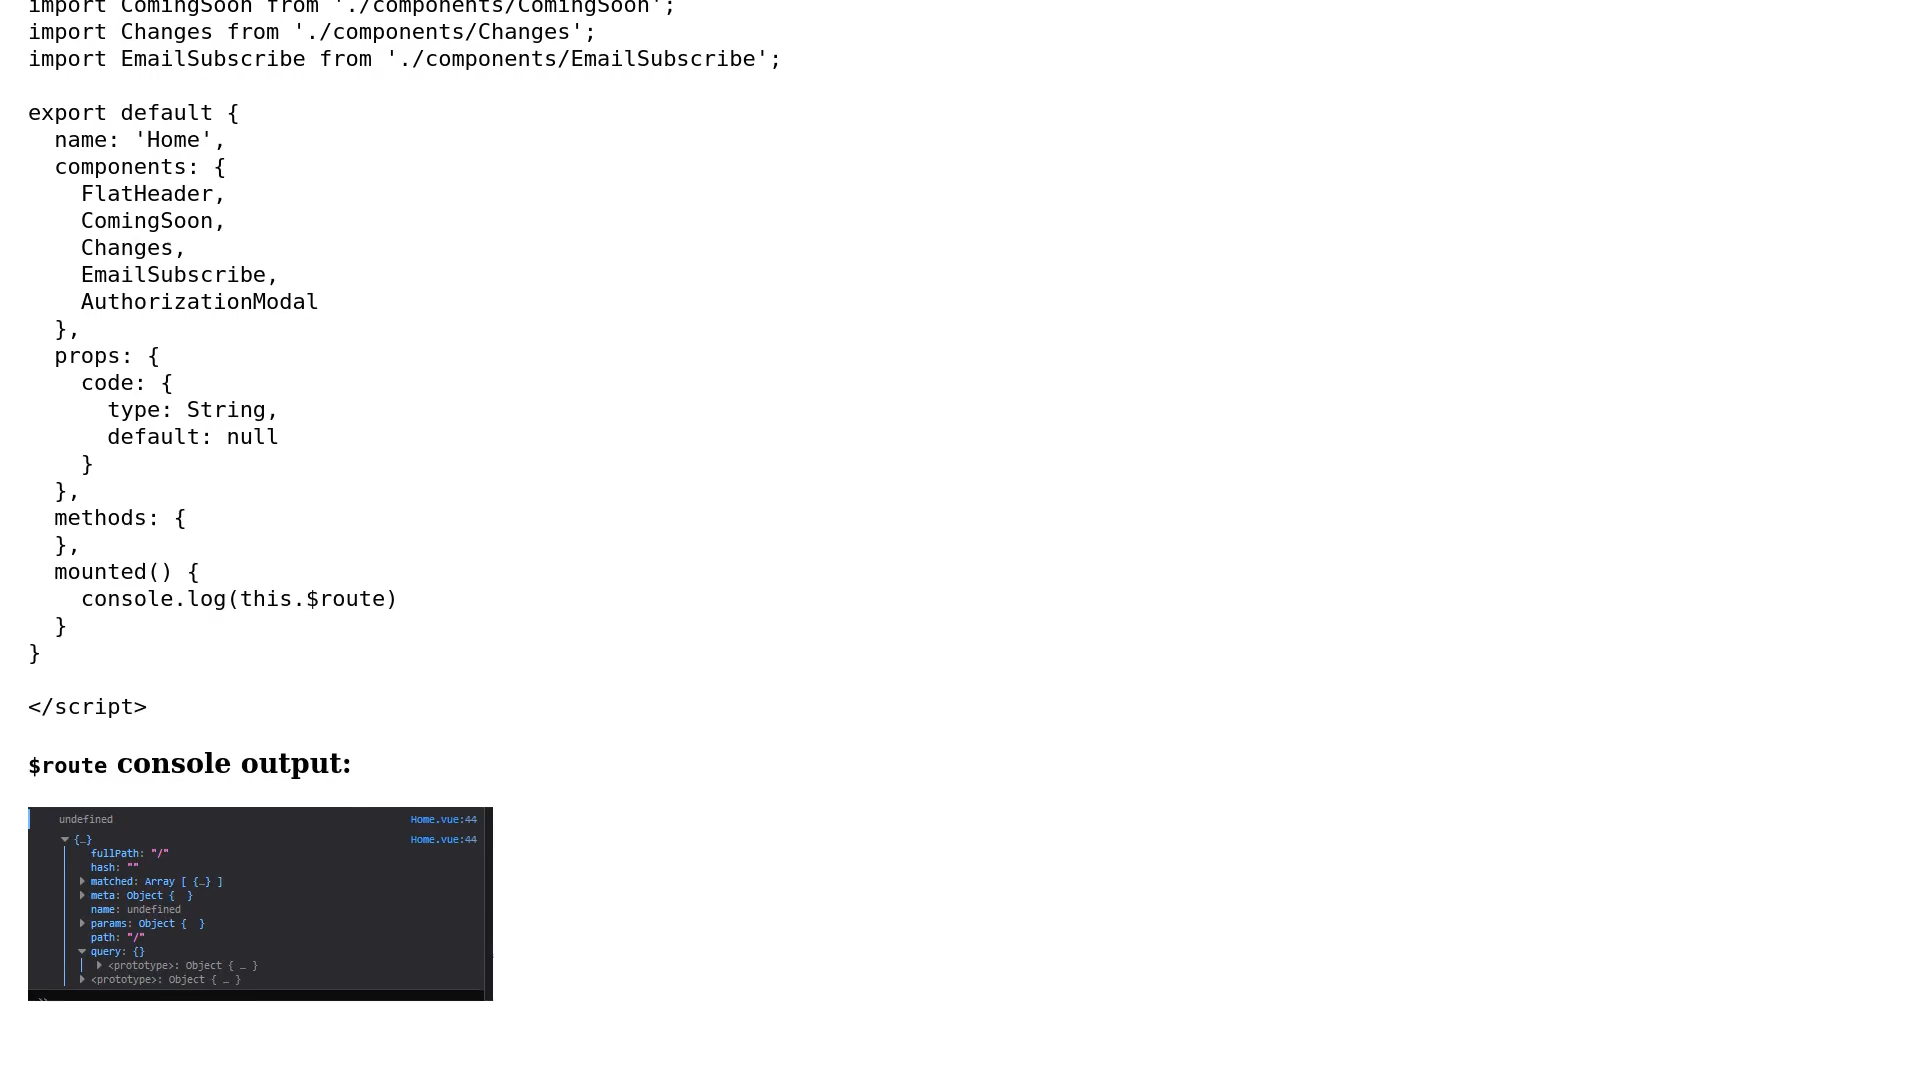 import ComingSoon from './components/ComingSoon';
import Changes from './components/Changes';
import EmailSubscribe from './components/EmailSubscribe';

export default {
  name: 'Home',
  components: {
    FlatHeader,
    ComingSoon,
    Changes,
    EmailSubscribe,
    AuthorizationModal
  },
  props: {
    code: {
      type: String,
      default: null
    }
  },
  methods: {
  },
  mounted() {
    console.log(this.$route)
  }
}

</script>
$route console output:
undefined Home.vue:44
{…} Home.vue:44
fullPath: "/"
hash: ""
matched: Array [ {…} ]
meta: Object {  }
name: undefined
params: Object {  }
path: "/"
query: {}
<prototype>: Object { … }
<prototype>: Object { … }